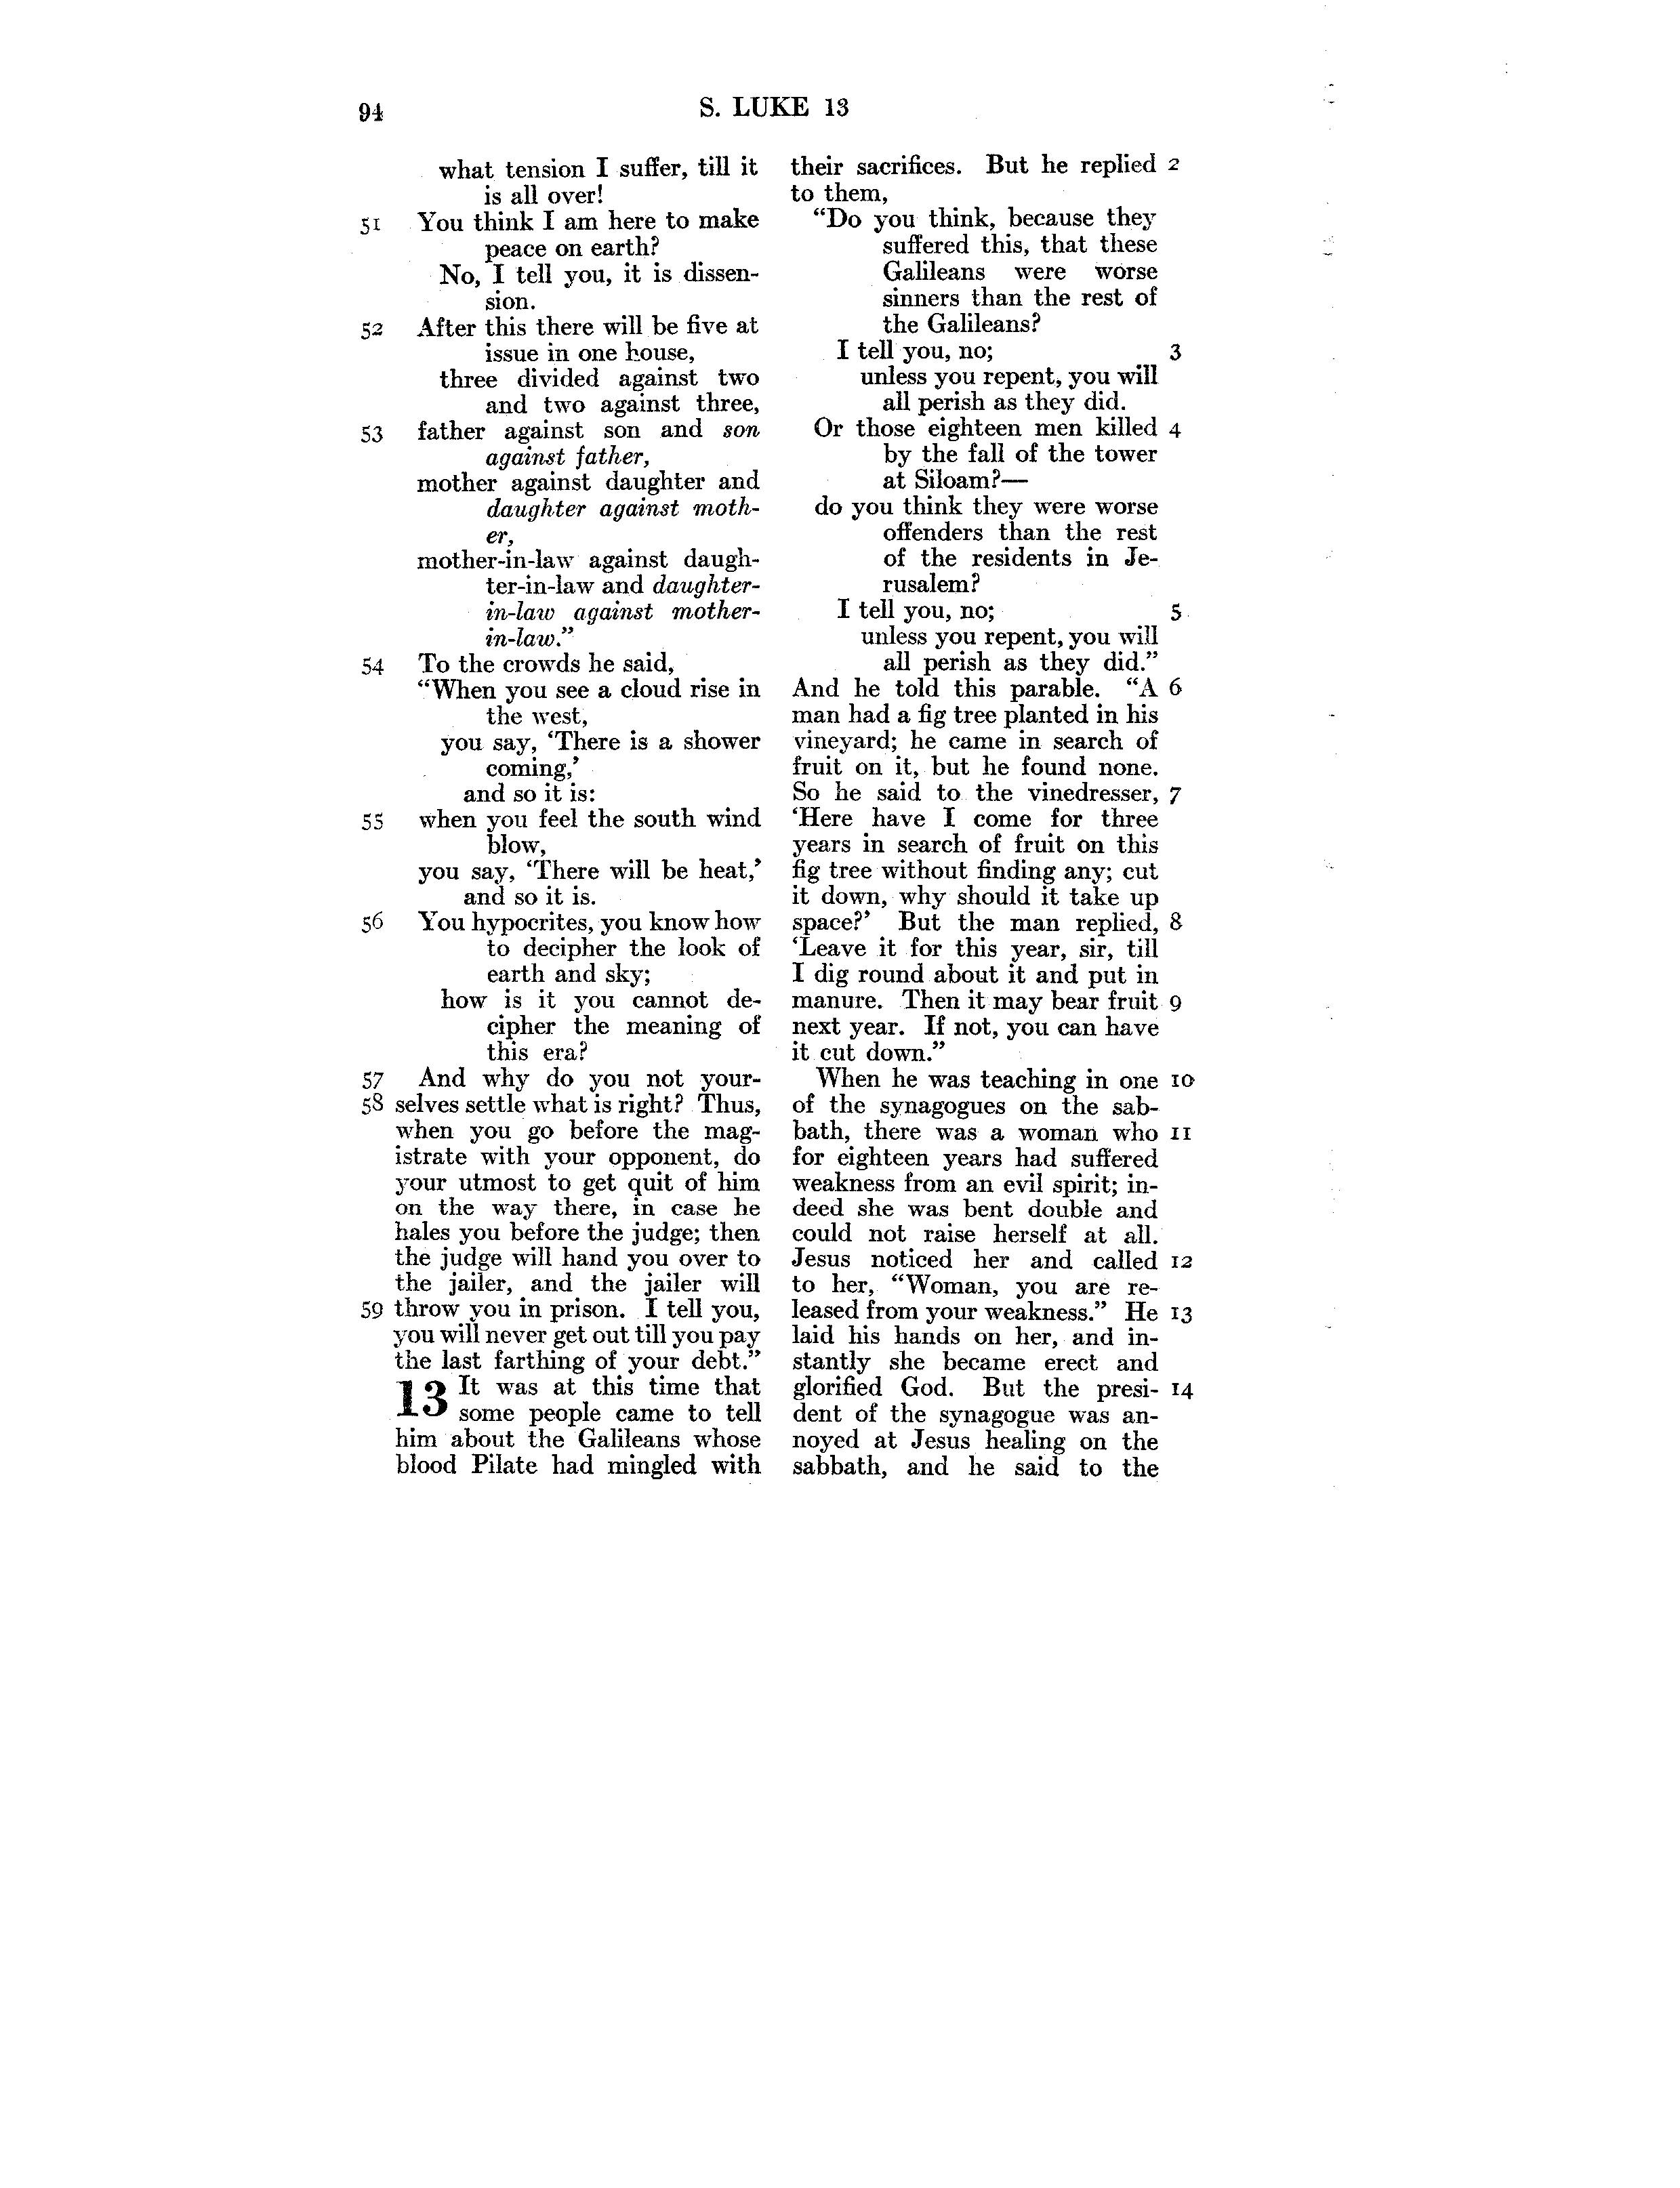 94
S. LUKE 13
what tension I suffer, till it
is all over!
51 You think I am here to make
peace on earth?
No, I tell you, it is dissen-
sion.
52 After this there will be five at
issue in one house,
three divided against two
and two against three,
53 father against son and son
against father,
mother against daughter and
daughter against moth-
er,
mother-in-law against daugh-
ter-in-law and daughter-
in-law against mother-
in-law.”
54 To the crowds he said,
“When you see a cloud rise in
the west,
you say, ‘There is a shower
coming,’
and so it is:
55 when you feel the south wind
blow,
you say, ‘There will be heat,’
and so it is.
56 You hypocrites, you know how
to decipher the look of
earth and sky;
how is it you cannot de-
cipher the meaning of
this era?
57 And why do you not your-
58 selves settle what is right? Thus,
when you go before the mag-
istrate with your opponent, do
your utmost to get quit of him
on the way there, in case he
hales you before the judge; then
the judge will hand you over to
the jailer, and the jailer will
59 throw you in prison. I tell you,
you will never get out till you pay
the last farthing of your debt.”
13 It was at this time that
some people came to tell
him about the Galileans whose
blood Pilate had mingled with
their sacrifices. But he replied 2
to them,
“Do you think, because they
suffered this, that these
Galileans were worse
sinners than the rest of
the Galileans?
I tell you, no; 3
unless you repent, you will
all perish as they did.
Or those eighteen men killed 4
by the fall of the tower
at Siloam?—
do you think they were worse
offenders than the rest
of the residents in Je-
rusalem?
I tell you, no; 5
unless you repent, you will
all perish as they did.”
And he told this parable. “A 6
man had a fig tree planted in his
vineyard; he came in search of
fruit on it, but he found none.
So he said to the vinedresser, 7
‘Here have I come for three
years in search of fruit on this
fig tree without finding any; cut
it down, why should it take up
space?’ But the man replied, 8
‘Leave it for this year, sir, till
I dig round about it and put in
manure. Then it may bear fruit 9
next year. If not, you can have
it cut down.”
When he was teaching in one 10
of the synagogues on the sab-
bath, there was a woman who 11
for eighteen years had suffered
weakness from an evil spirit; in-
deed she was bent double and
could not raise herself at all.
Jesus noticed her and called 12
to her, “Woman, you are re-
leased from your weakness.” He 13
laid his hands on her, and in-
stantly she became erect and
glorified God. But the presi- 14
dent of the synagogue was an-
noyed at Jesus healing on the
sabbath, and he said to the